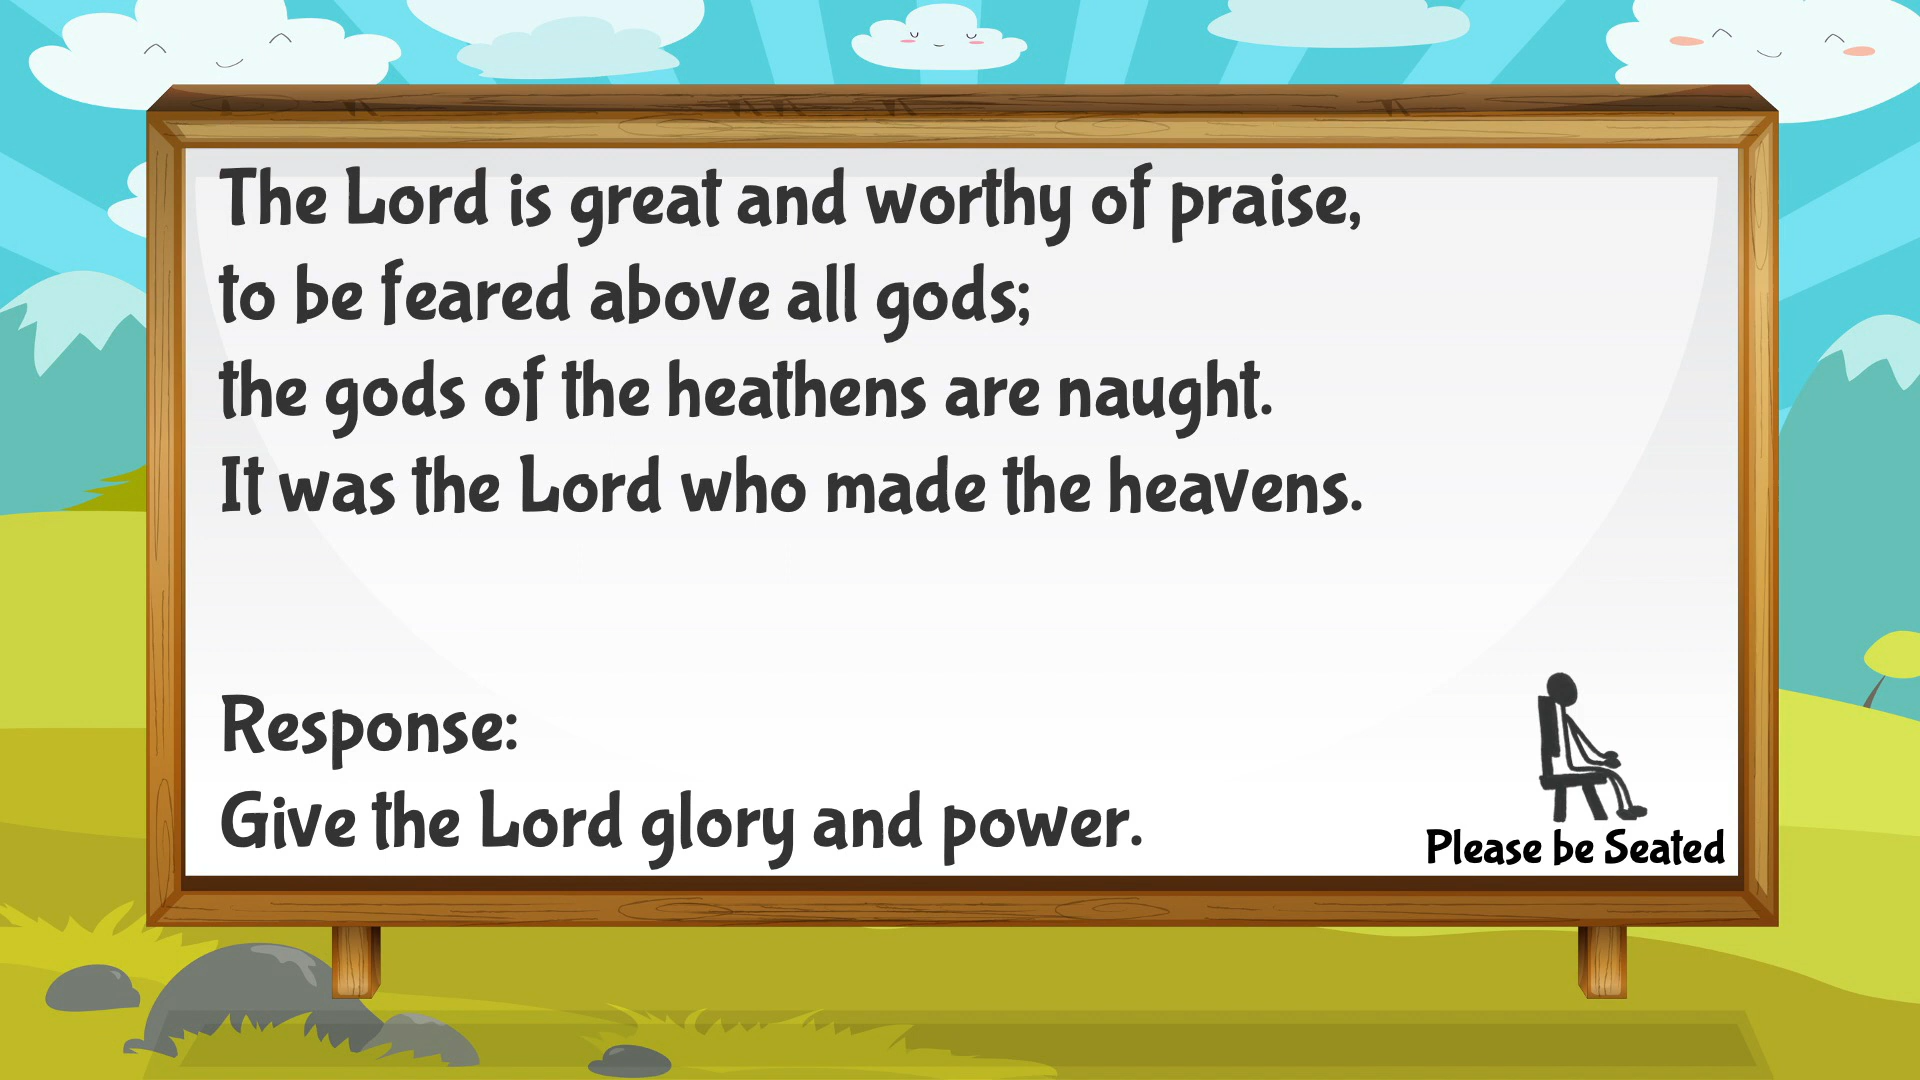 The Lord is great and worthy of praise,
to be feared above all gods;
the gods of the heathens are naught.
It was the Lord who made the heavens.
Response:
Give the Lord glory and power.
Please be Seated